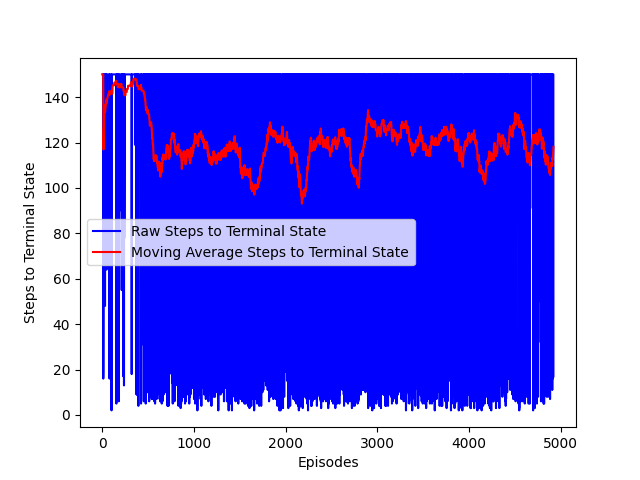 140
120
100
80
60
40
20
0
Steps to Terminal State
Raw Steps to Terminal State
Moving Average Steps to Terminal State
0 1000 2000 3000 4000 5000
Episodes